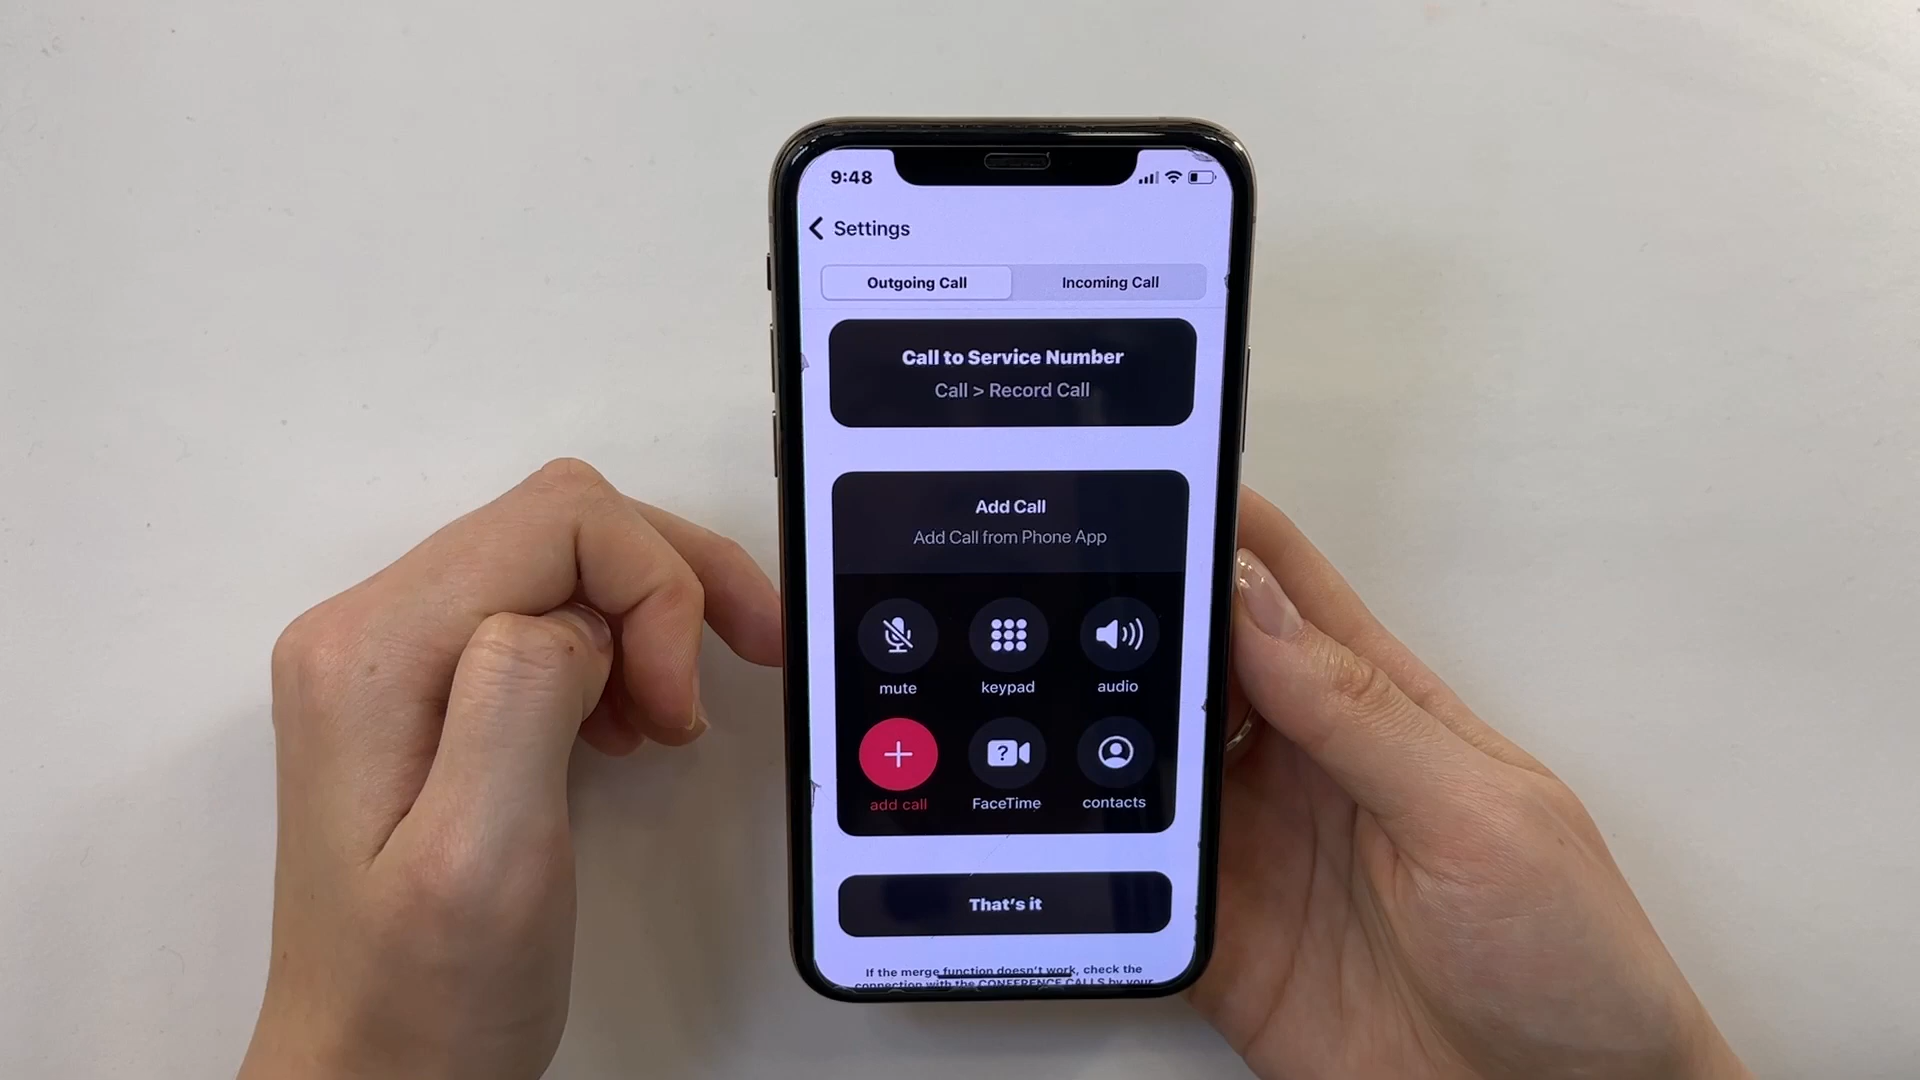 9:48
Settings
Outgoing Call
Incoming Call
Call to Service Number
Call > Record Call
Add Call
Add Call from Phone App
mute
keypad
audio
add call
FaceTime
contacts
That's it
If the merge function doesn't work, check the
connection with the CONFERENCE CALLS by your